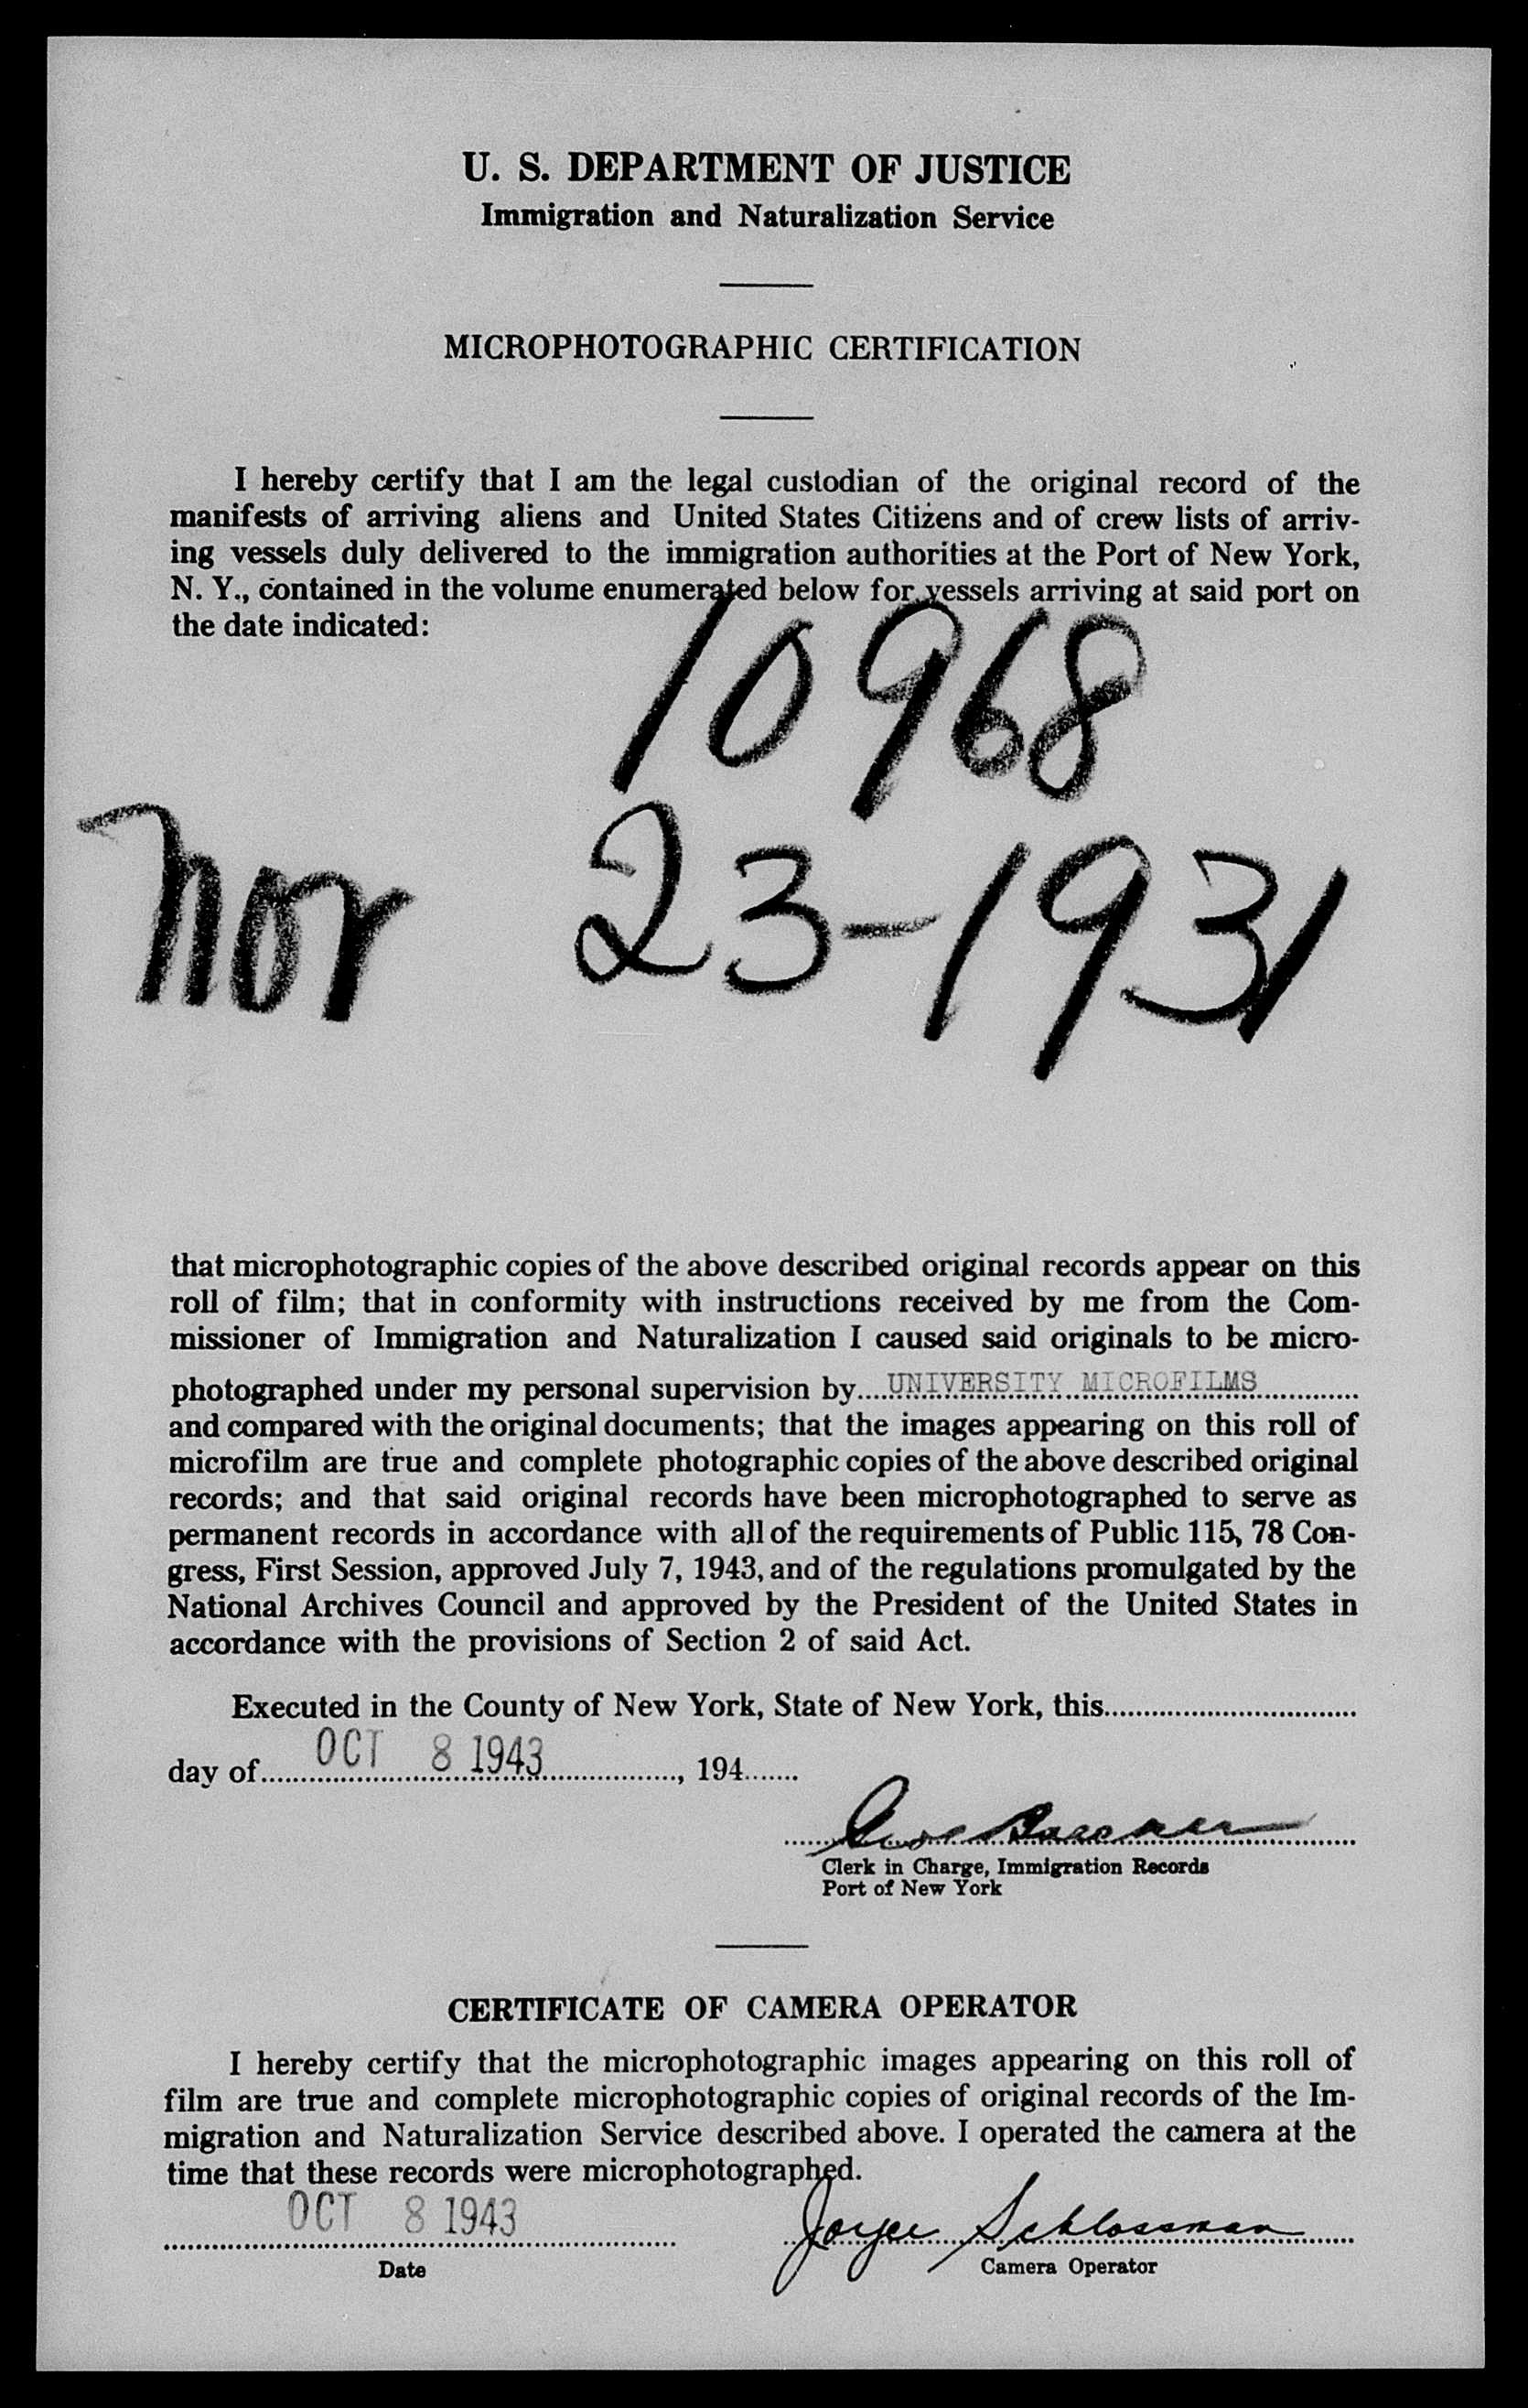 U. S. DEPARTMENT OF JUSTICE
Immigration and Naturalization Service
MICROPHOTOGRAPHIC CERTIFICATION
I hereby certify that I am the legal custodian of the original record of the
manifests of arriving aliens and United States Citizens and of crew lists of arriv-
ing vessels duly delivered to the immigration authorities at the Port of New York,
N. Y., contained in the volume enumerated below for vessels arriving at said port on
the date indicated:
10968
Nov 23-1931
that microphotographic copies of the above described original records appear on this
roll of film; that in conformity with instructions received by me from the Com-
missioner of Immigration and Naturalization I caused said originals to be micro-
photographed under my personal supervision by....UNIVERSITY MICROFILMS............
and compared with the original documents; that the images appearing on this roll of
microfilm are true and complete photographic copies of the above described original
records; and that said original records have been microphotographed to serve as
permanent records in accordance with all of the requirements of Public 115, 78 Con-
gress, First Session, approved July 7, 1943, and of the regulations promulgated by the
National Archives Council and approved by the President of the United States in
accordance with the provisions of Section 2 of said Act.
Executed in the County of New York, State of New York, this................................
day of......OCT 8 1943................, 194.......
Clerk in Charge, Immigration Records
Port of New York
CERTIFICATE OF CAMERA OPERATOR
I hereby certify that the microphotographic images appearing on this roll of
film are true and complete microphotographic copies of original records of the Im-
migration and Naturalization Service described above. I operated the camera at the
time that these records were microphotographed.
OCT 8 1943 Joyce Schlossman
Date Camera Operator